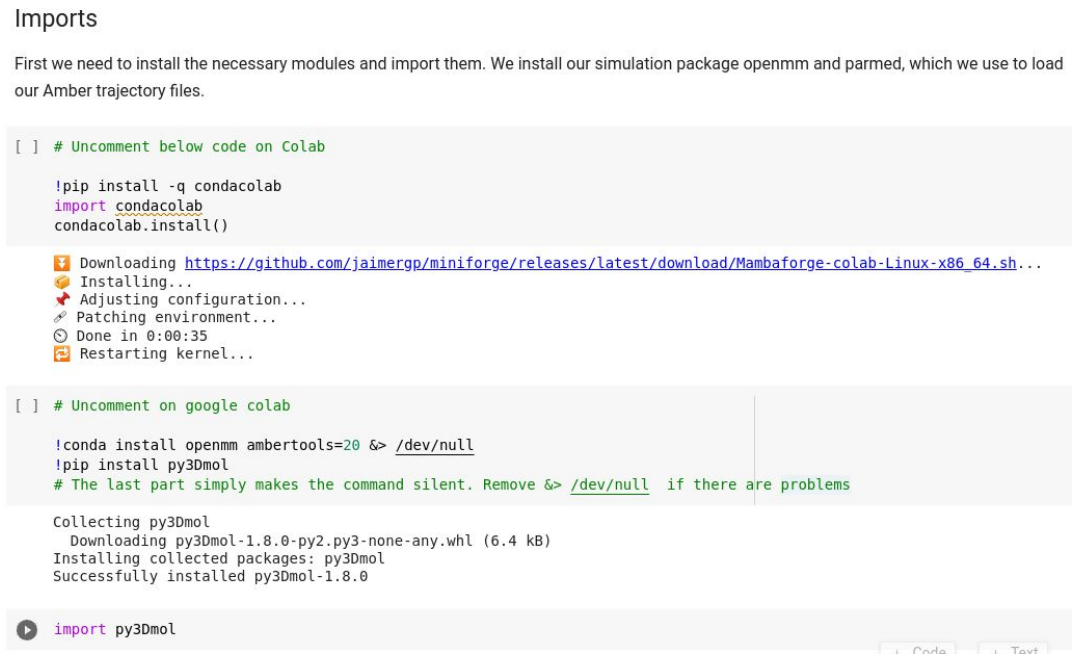 Imports
First we need to install the necessary modules and import them. We install our simulation package openmm and parmed, which we use to load
our Amber trajectory files.
[ ] # Uncomment below code on Colab
!pip install -q condacolab
import condacolab
condacolab.install()
⏬ Downloading https://github.com/jaimergp/miniforge/releases/latest/download/Mambaforge-colab-Linux-x86_64.sh...
📦 Installing...
📌 Adjusting configuration...
🩹 Patching environment...
⏲ Done in 0:00:35
🔁 Restarting kernel...
[ ] # Uncomment on google colab
!conda install openmm ambertools=20 &> /dev/null
!pip install py3Dmol
# The last part simply makes the command silent. Remove &> /dev/null  if there are problems
Collecting py3Dmol
  Downloading py3Dmol-1.8.0-py2.py3-none-any.whl (6.4 kB)
Installing collected packages: py3Dmol
Successfully installed py3Dmol-1.8.0
import py3Dmol
+ Code + Text